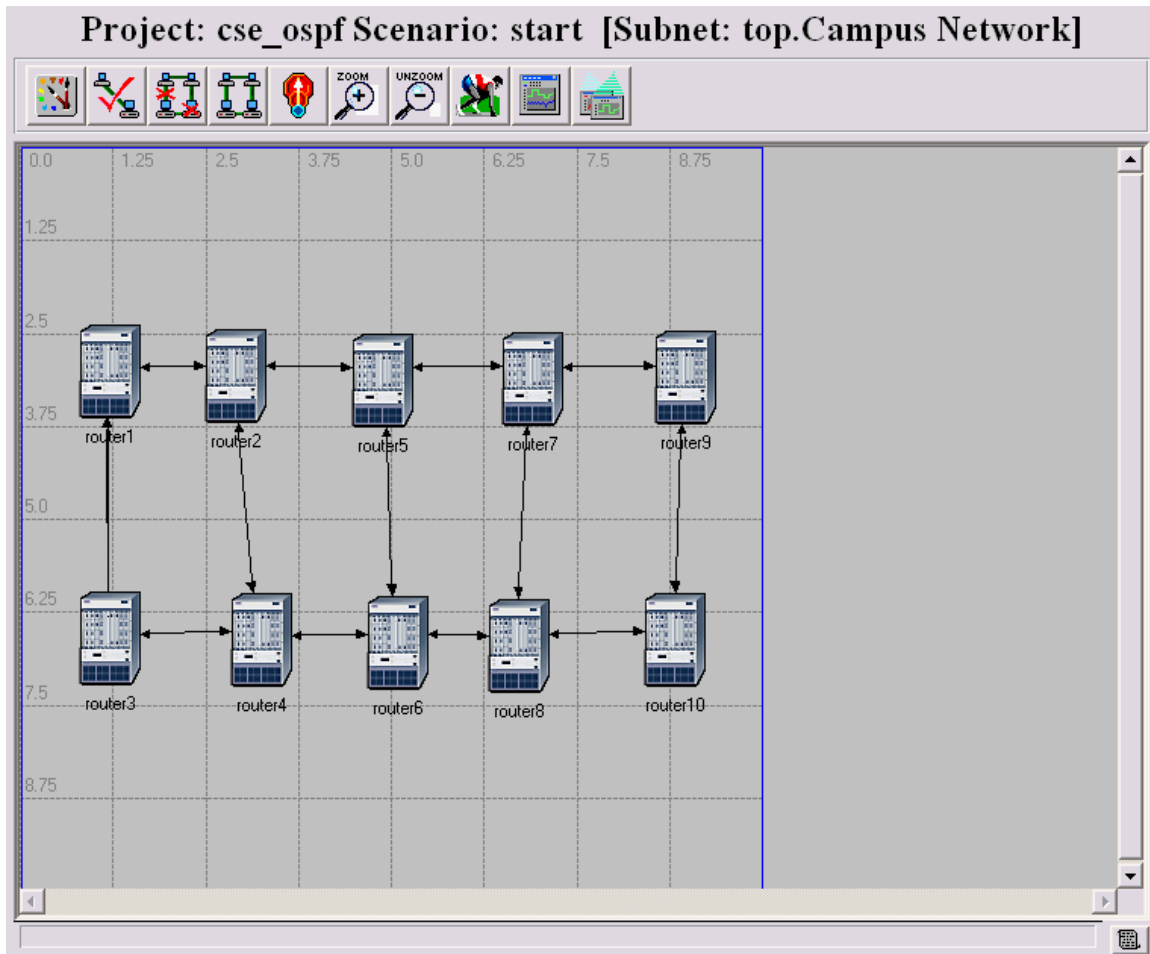 Project: cse_ospf Scenario: start [Subnet: top.Campus Network]
ZOOM UNZOOM
0.0 1.25 2.5 3.75 5.0 6.25 7.5 8.75
1.25
2.5
3.75
router1 router2 router5 router7 router9
5.0
6.25
7.5
router3 router4 router6 router8 router10
8.75